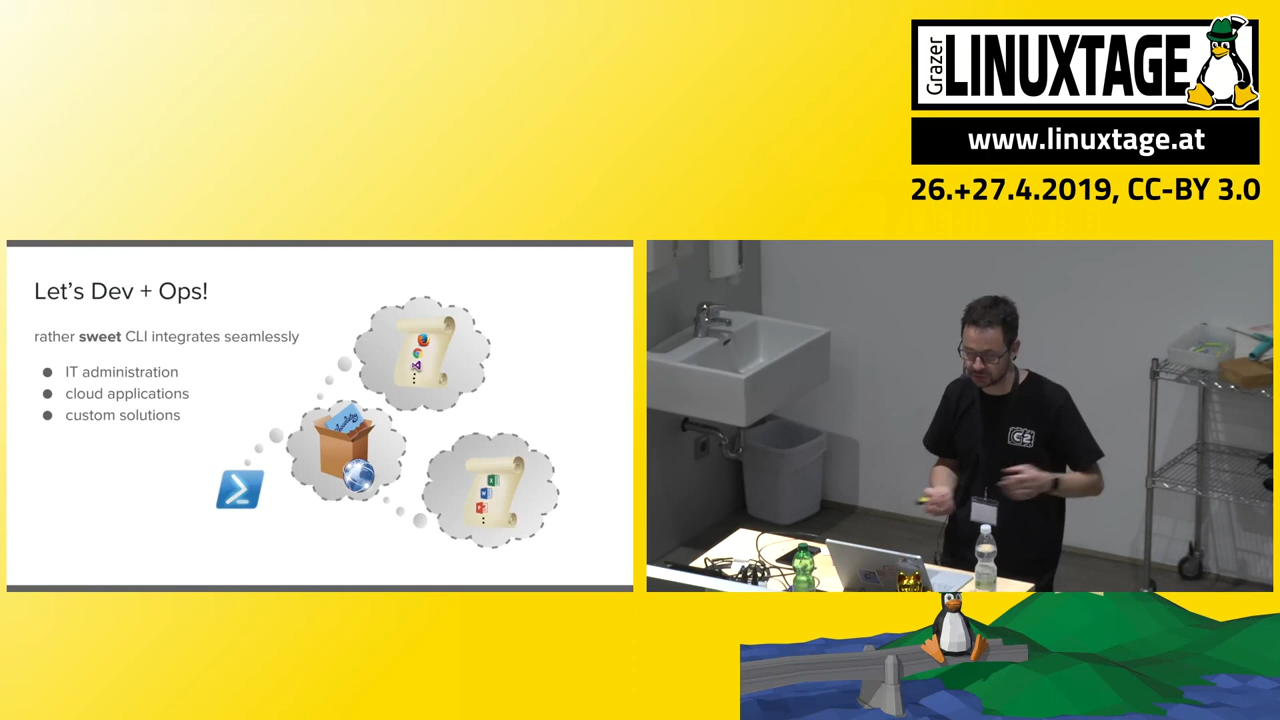 Grazer
LINUXTAGE
www.linuxtage.at
26.+27.4.2019, CC-BY 3.0
Let's Dev + Ops!
rather sweet CLI integrates seamlessly
● IT administration
● cloud applications
● custom solutions